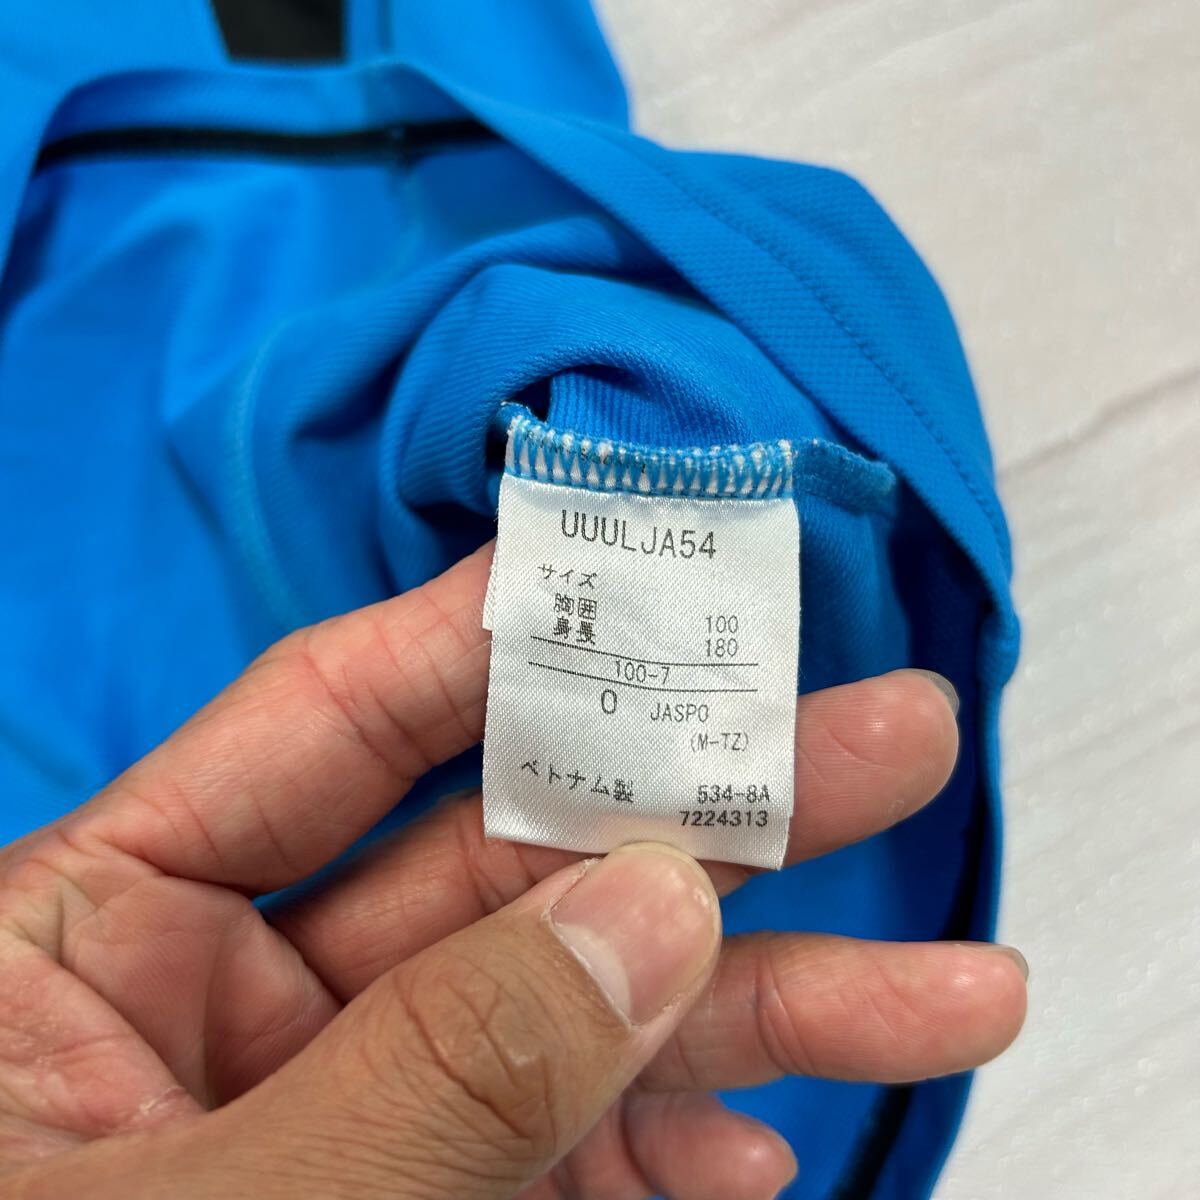 UUULJA54
サイズ
胸囲 100
身長 180
100-7
O JASPO
(M-TZ)
ベトナム製 534-8A
7224313